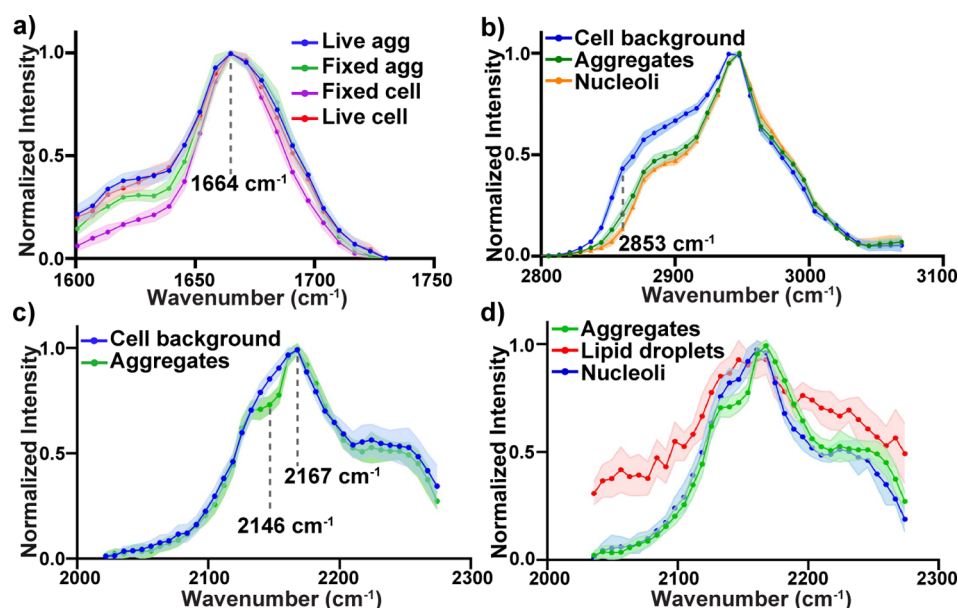 a)
Normalized Intensity
1.0
0.5
0.0
Live agg
Fixed agg
Fixed cell
Live cell
1664 cm⁻¹
1600
1650
1700
1750
Wavenumber (cm⁻¹)
b)
Normalized Intensity
1.0
0.5
0.0
Cell background
Aggregates
Nucleoli
2853 cm⁻¹
2800
2900
3000
3100
Wavenumber (cm⁻¹)
c)
Normalized Intensity
1.0
0.5
0.0
Cell background
Aggregates
2167 cm⁻¹
2146 cm⁻¹
2000
2100
2200
2300
Wavenumber (cm⁻¹)
d)
Normalized Intensity
1.0
0.5
0.0
Aggregates
Lipid droplets
Nucleoli
2000
2100
2200
2300
Wavenumber (cm⁻¹)